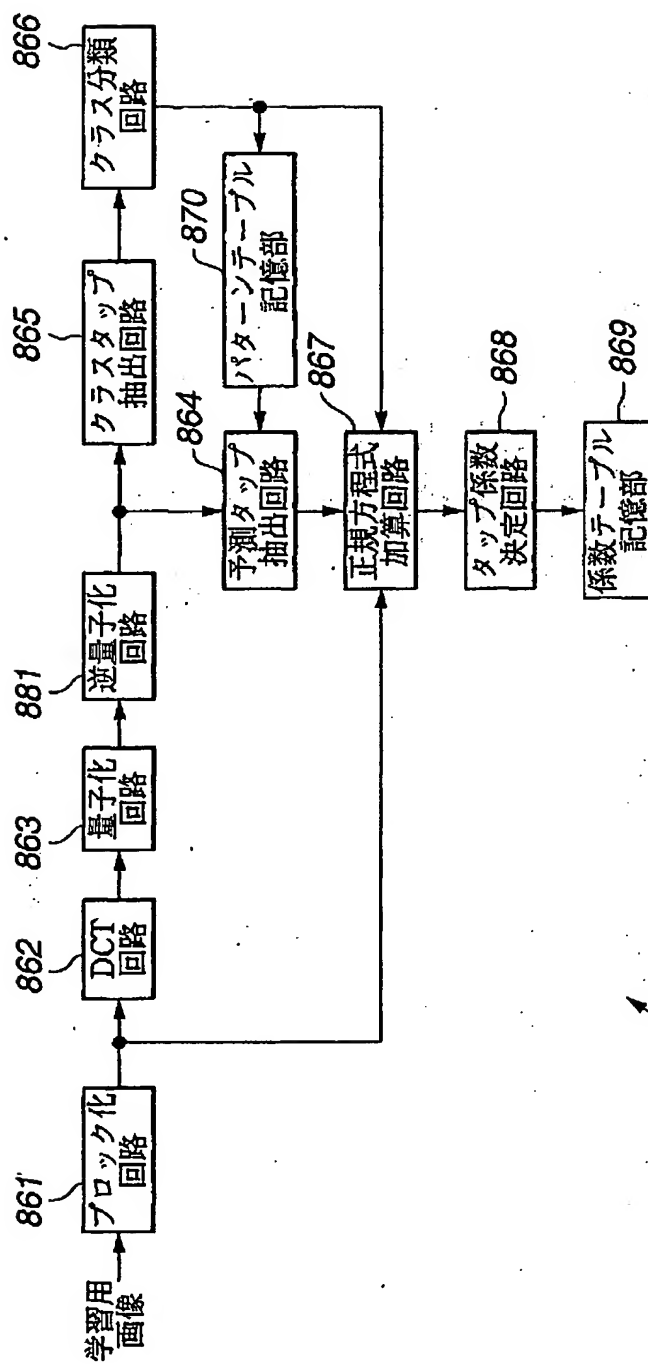 学習用
画像
861
ブロック化
回路
862
DCT
回路
863
量子化
回路
881
逆量子化
回路
865
クラスタップ
抽出回路
866
クラス分類
回路
864
予測タップ
抽出回路
870
パターンテーブル
記憶部
867
正規方程式
加算回路
868
タップ係数
決定回路
869
係数テーブル
記憶部